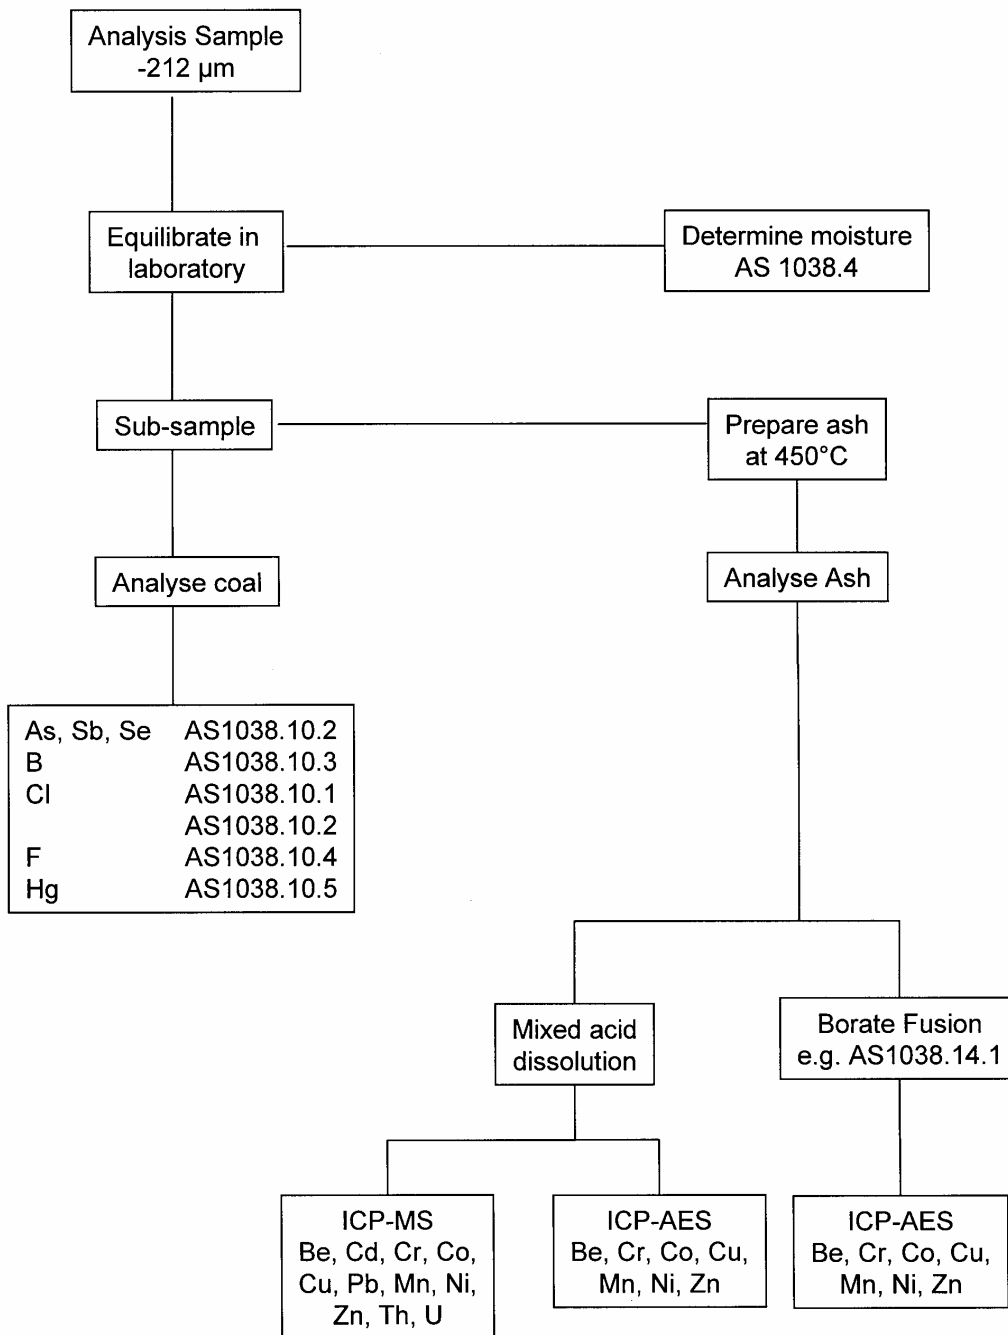 Analysis Sample
-212 µm
Equilibrate in
laboratory
Determine moisture
AS 1038.4
Sub-sample
Prepare ash
at 450°C
Analyse coal
Analyse Ash
As, Sb, Se AS1038.10.2
B AS1038.10.3
Cl AS1038.10.1
AS1038.10.2
F AS1038.10.4
Hg AS1038.10.5
Mixed acid
dissolution
Borate Fusion
e.g. AS1038.14.1
ICP-MS
Be, Cd, Cr, Co,
Cu, Pb, Mn, Ni,
Zn, Th, U
ICP-AES
Be, Cr, Co, Cu,
Mn, Ni, Zn
ICP-AES
Be, Cr, Co, Cu,
Mn, Ni, Zn